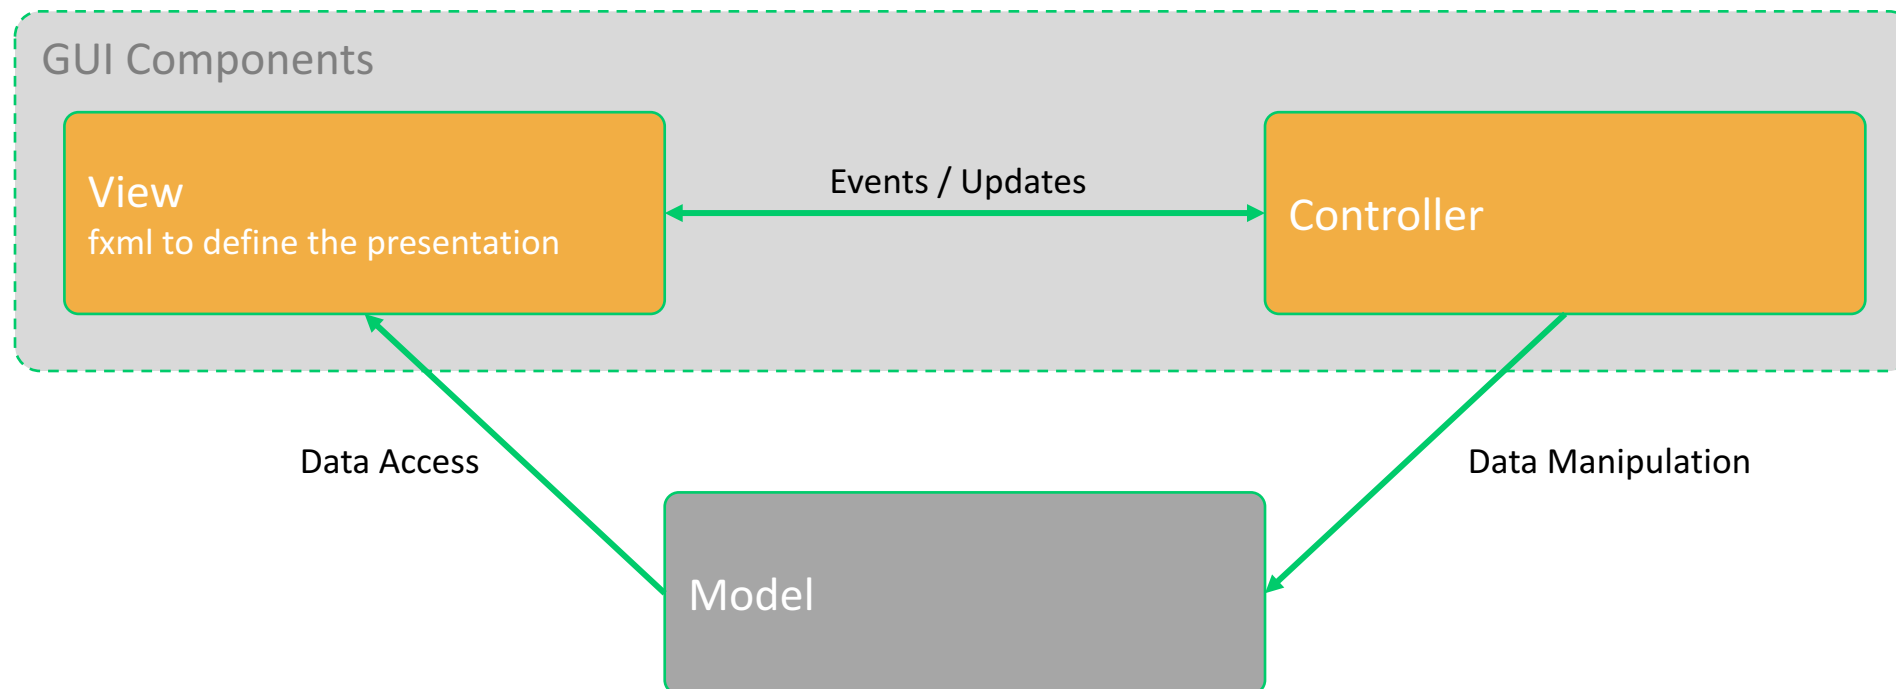 GUI Components
View
fxml to define the presentation
Events / Updates
Controller
Data Access
Data Manipulation
Model